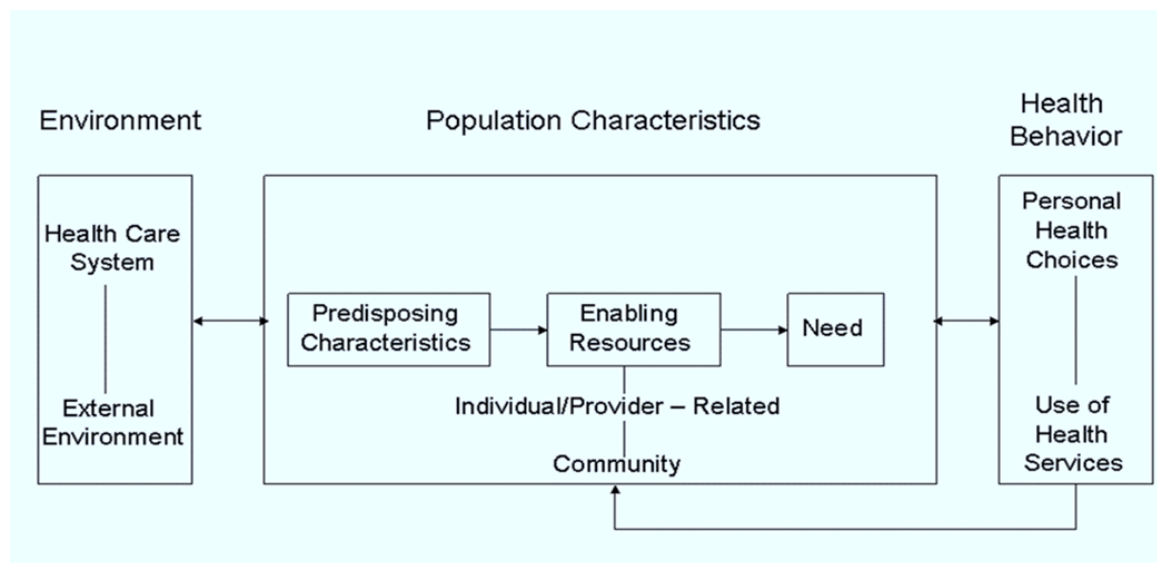 Environment
Population Characteristics
Health
Behavior
Health Care
System
External
Environment
Predisposing
Characteristics
Enabling
Resources
Need
Individual/Provider – Related
Community
Personal
Health
Choices
Use of
Health
Services